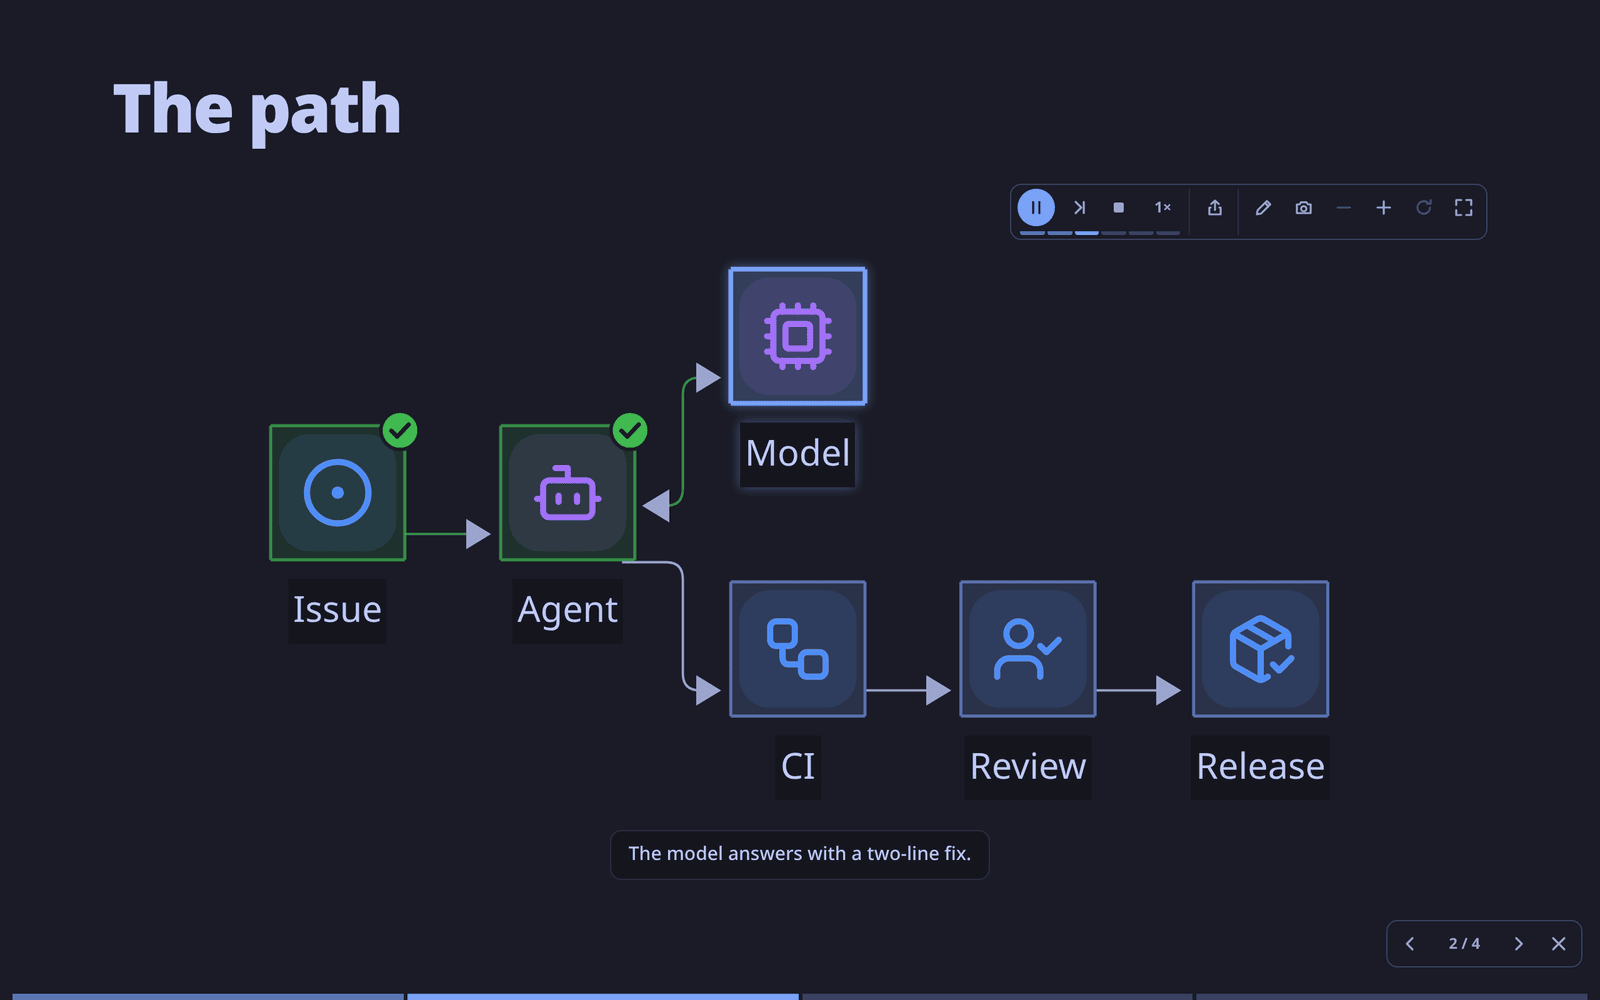 The path
1×
Model
Issue
Agent
CI
Review
Release
The model answers with a two-line fix.
2 / 4